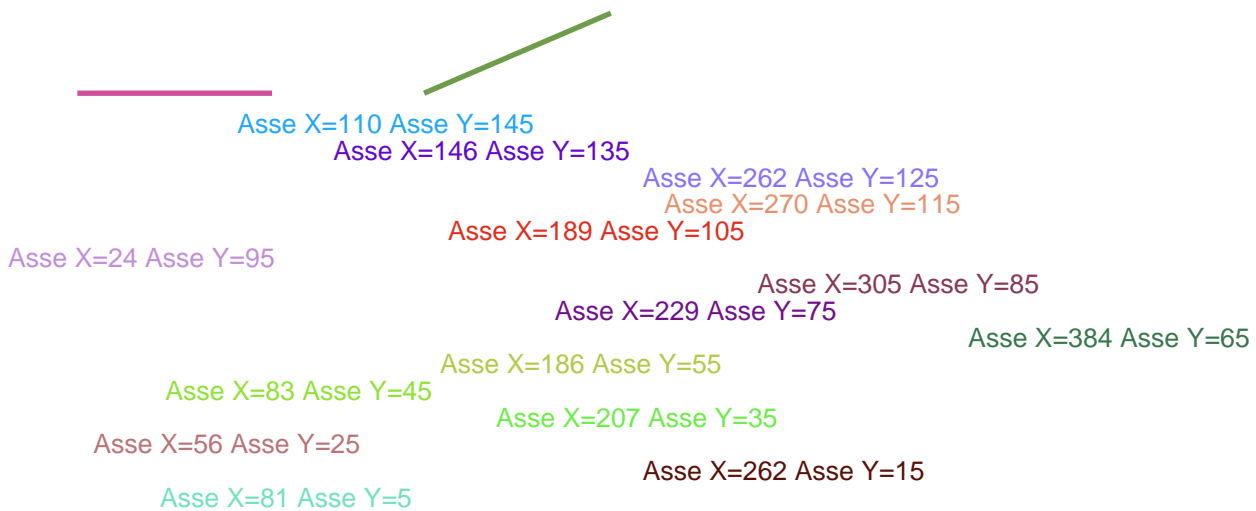 Asse X=110 Asse Y=145
Asse X=146 Asse Y=135
Asse X=262 Asse Y=125
Asse X=270 Asse Y=115
Asse X=189 Asse Y=105
Asse X=24 Asse Y=95
Asse X=305 Asse Y=85
Asse X=229 Asse Y=75
Asse X=384 Asse Y=65
Asse X=186 Asse Y=55
Asse X=83 Asse Y=45
Asse X=207 Asse Y=35
Asse X=56 Asse Y=25
Asse X=262 Asse Y=15
Asse X=81 Asse Y=5